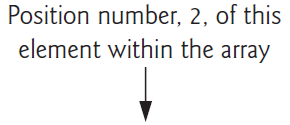 Position number, 2, of this
element within the array